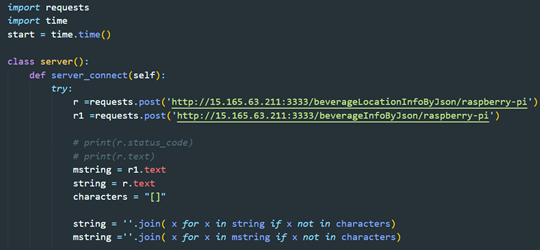 import requests
import time
start = time.time()
class server():
def server_connect(self):
try:
r =requests.post('http://15.165.63.211:3333/beverageLocationInfoByJson/raspberry-pi')
r1 =requests.post('http://15.165.63.211:3333/beverageInfoByJson/raspberry-pi')
# print(r.status_code)
# print(r.text)
mstring = r1.text
string = r.text
characters = "[]"
string = ''.join( x for x in string if x not in characters)
mstring =''.join( x for x in mstring if x not in characters)